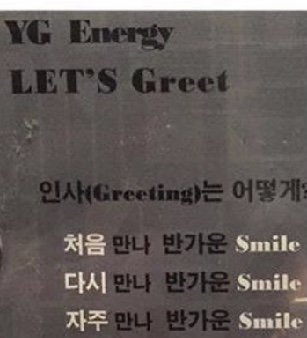 YG Energy
LET'S Greet
인사(Greeting)는 어떻게?
처음 만나 반가운 Smile
다시 만나 반가운 Smile
자주 만나 반가운 Smile